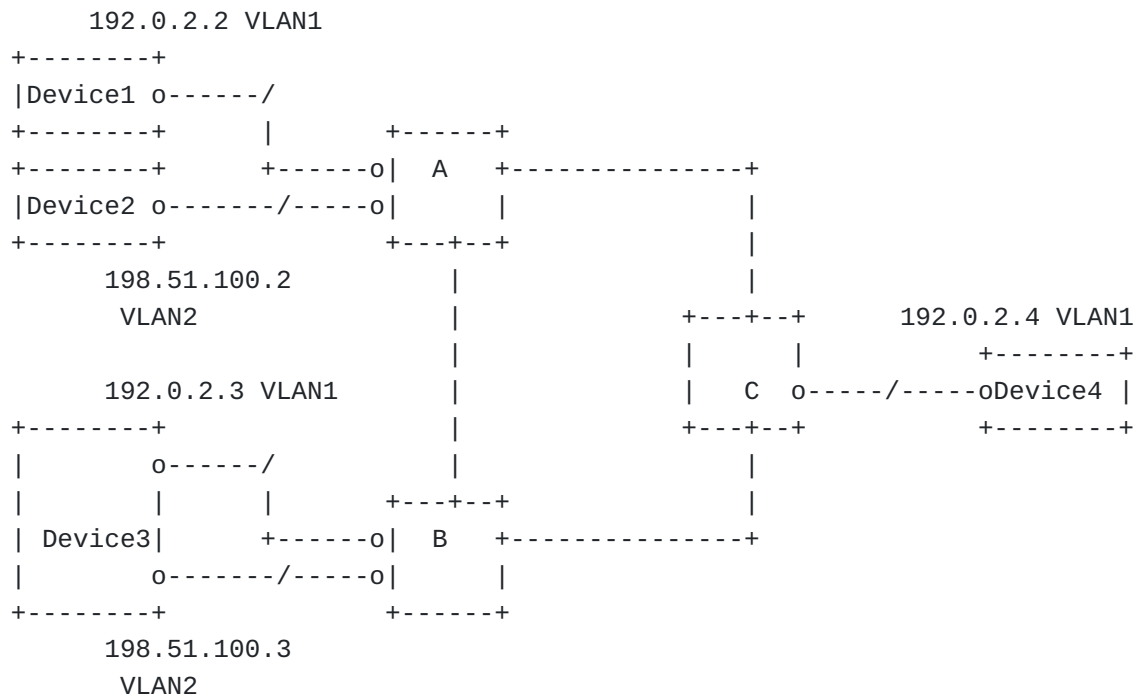 192.0.2.2 VLAN1
+--------+
|Device1 o------/
+--------+      |       +------+
+--------+      +------o|  A   +---------------+
|Device2 o-------/-----o|      |               |
+--------+              +---+--+               |
      198.51.100.2          |                  |
       VLAN2                |              +---+--+      192.0.2.4 VLAN1
                            |              |      |           +--------+
      192.0.2.3 VLAN1       |              |   C  o-----/-----oDevice4 |
+--------+                  |              +---+--+           +--------+
|        o------/           |                  |
|        |      |       +---+--+               |
| Device3|      +------o|  B   +---------------+
|        o-------/-----o|      |
+--------+              +------+
      198.51.100.3
       VLAN2